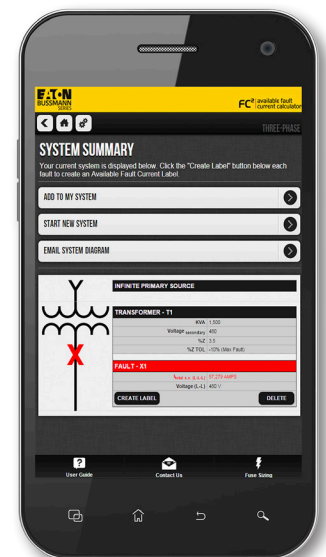 EATON
BUSSMANN
SERIES
FC² available fault
current calculator
THREE-PHASE
SYSTEM SUMMARY
Your current system is displayed below. Click the "Create Label" button below each
fault to create an Available Fault Current Label.
ADD TO MY SYSTEM
START NEW SYSTEM
EMAIL SYSTEM DIAGRAM
INFINITE PRIMARY SOURCE
TRANSFORMER - T1
KVA 1,500
Voltage secondary 480
%Z 3.5
%Z TOL -10% (Max Fault)
X
FAULT - X1
57,279 AMPS
Voltage (L-L) 480 V
CREATE LABEL DELETE
?
User Guide Contact Us Fuse Sizing